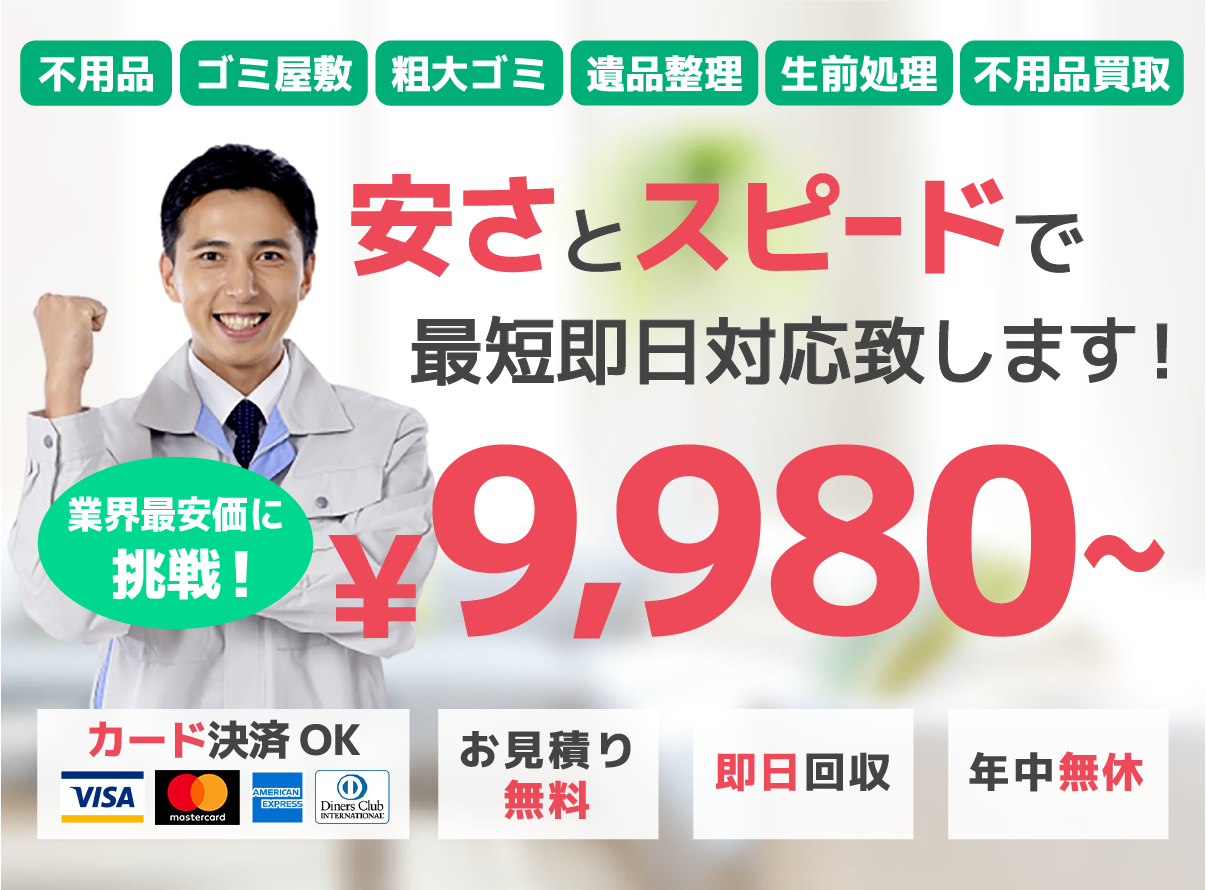 不用品
ゴミ屋敷
粗大ゴミ
遺品整理
生前処理
不用品買取
安さとスピードで
最短即日対応致します!
業界最安価に
挑戦!
¥9,980~
カード決済 OK
VISA
mastercard
AMERICAN
EXPRESS
Diners Club
INTERNATIONAL
お見積り
無料
即日回収
年中無休